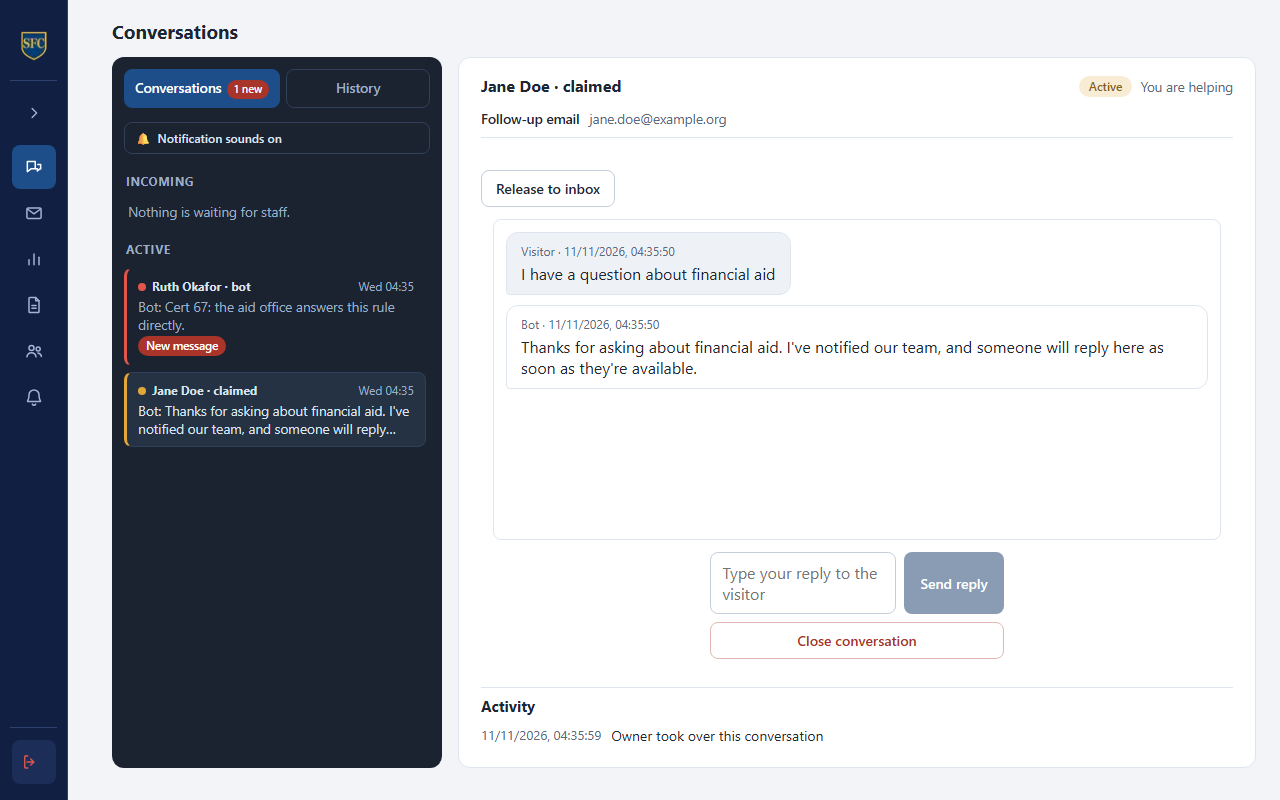 SFC
Conversations
Conversations 1 new
History
Notification sounds on
INCOMING
Nothing is waiting for staff.
ACTIVE
Ruth Okafor · bot Wed 04:35
Bot: Cert 67: the aid office answers this rule
directly.
New message
Jane Doe · claimed Wed 04:35
Bot: Thanks for asking about financial aid. I've
notified our team, and someone will reply...
Jane Doe · claimed
Active You are helping
Follow-up email jane.doe@example.org
Release to inbox
Visitor · 11/11/2026, 04:35:50
I have a question about financial aid
Bot · 11/11/2026, 04:35:50
Thanks for asking about financial aid. I've notified our team, and someone will reply here as
soon as they're available.
Type your reply to the
visitor
Send reply
Close conversation
Activity
11/11/2026, 04:35:59 Owner took over this conversation